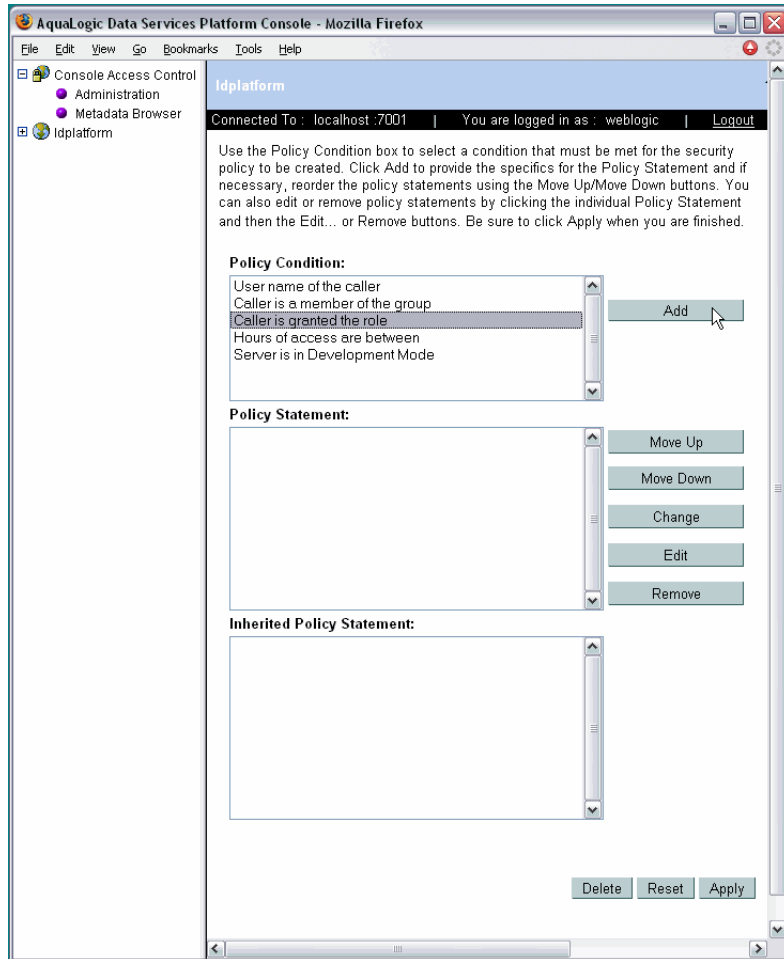 AquaLogic Data Services Platform Console - Mozilla Firefox
File Edit View Go Bookmarks Tools Help
Console Access Control
Administration
Metadata Browser
ldplatform
ldplatform
Connected To : localhost :7001 | You are logged in as : weblogic | Logout
Use the Policy Condition box to select a condition that must be met for the security
policy to be created. Click Add to provide the specifics for the Policy Statement and if
necessary, reorder the policy statements using the Move Up/Move Down buttons. You
can also edit or remove policy statements by clicking the individual Policy Statement
and then the Edit... or Remove buttons. Be sure to click Apply when you are finished.
Policy Condition:
User name of the caller
Caller is a member of the group
Caller is granted the role
Hours of access are between
Server is in Development Mode
Add
Policy Statement:
Move Up
Move Down
Change
Edit
Remove
Inherited Policy Statement:
Delete Reset Apply